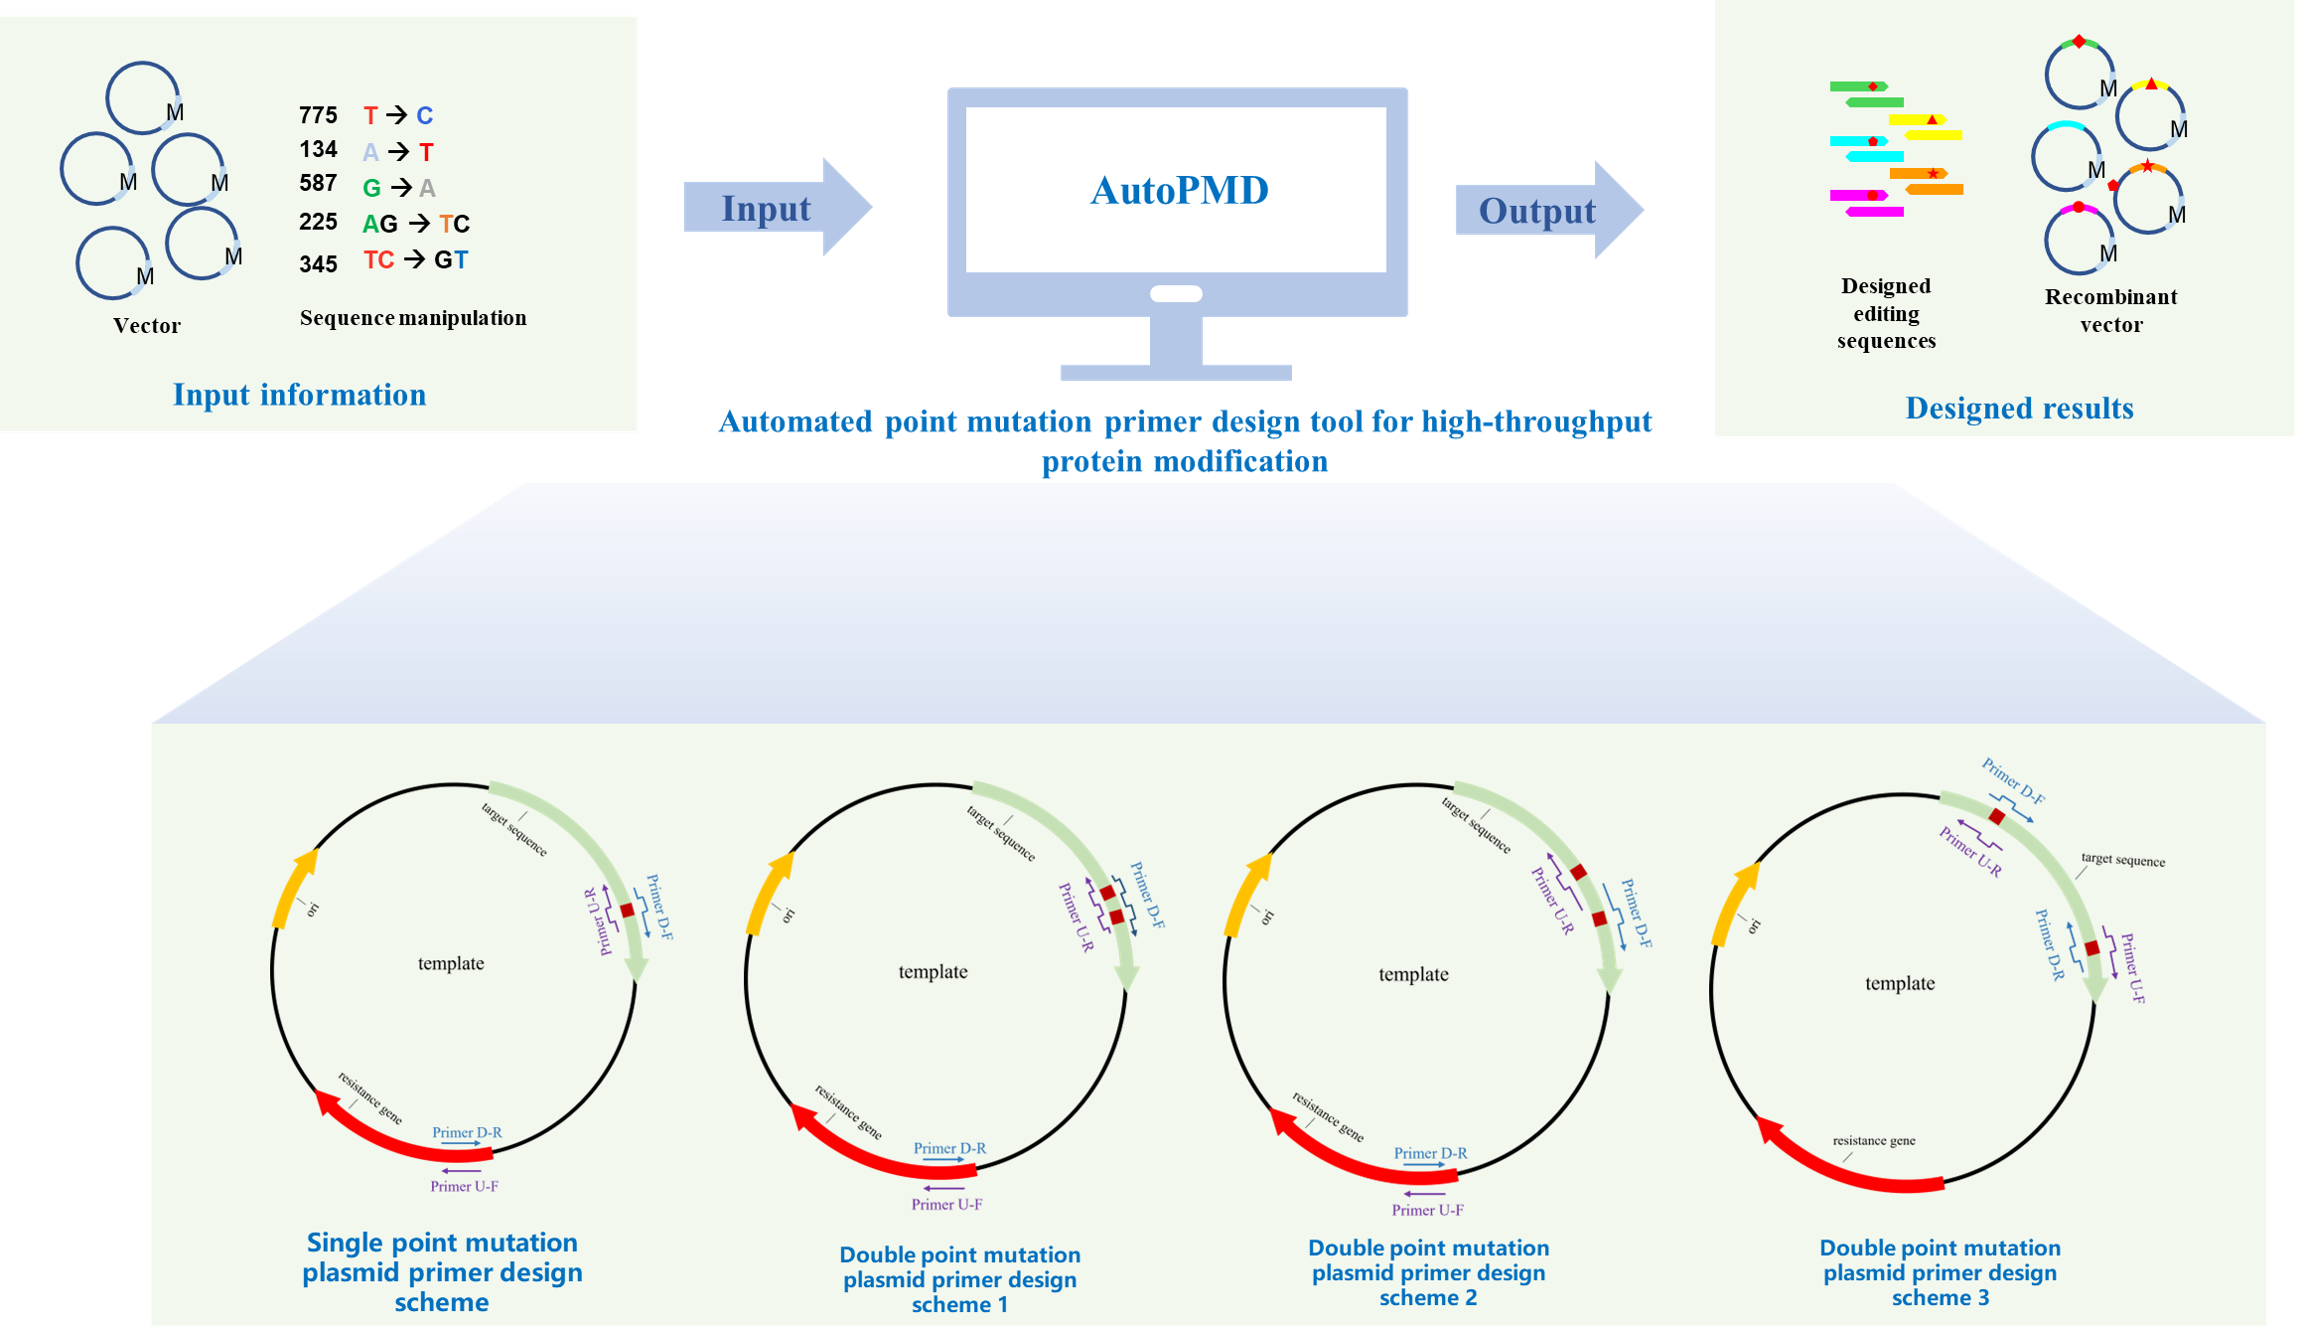 M
M
M
M
M
Vector
775 T → C
134 A → T
587 G → A
225 AG → TC
345 TC → GT
Sequence manipulation
Input information
Input
AutoPMD
Output
Automated point mutation primer design tool for high-throughput
protein modification
Designed
editing
sequences
M
M
M
M
M
Recombinant
vector
Designed results
target sequence
ori
Primer U-R
Primer D-F
template
resistance gene
Primer D-R
Primer U-F
Single point mutation
plasmid primer design
scheme
target sequence
ori
Primer U-R
Primer D-F
template
resistance gene
Primer D-R
Primer U-F
Double point mutation
plasmid primer design
scheme 1
target sequence
ori
Primer U-R
Primer D-F
template
resistance gene
Primer D-R
Primer U-F
Double point mutation
plasmid primer design
scheme 2
Primer D-F
Primer U-R
target sequence
ori
Primer D-R
Primer U-F
template
resistance gene
Double point mutation
plasmid primer design
scheme 3